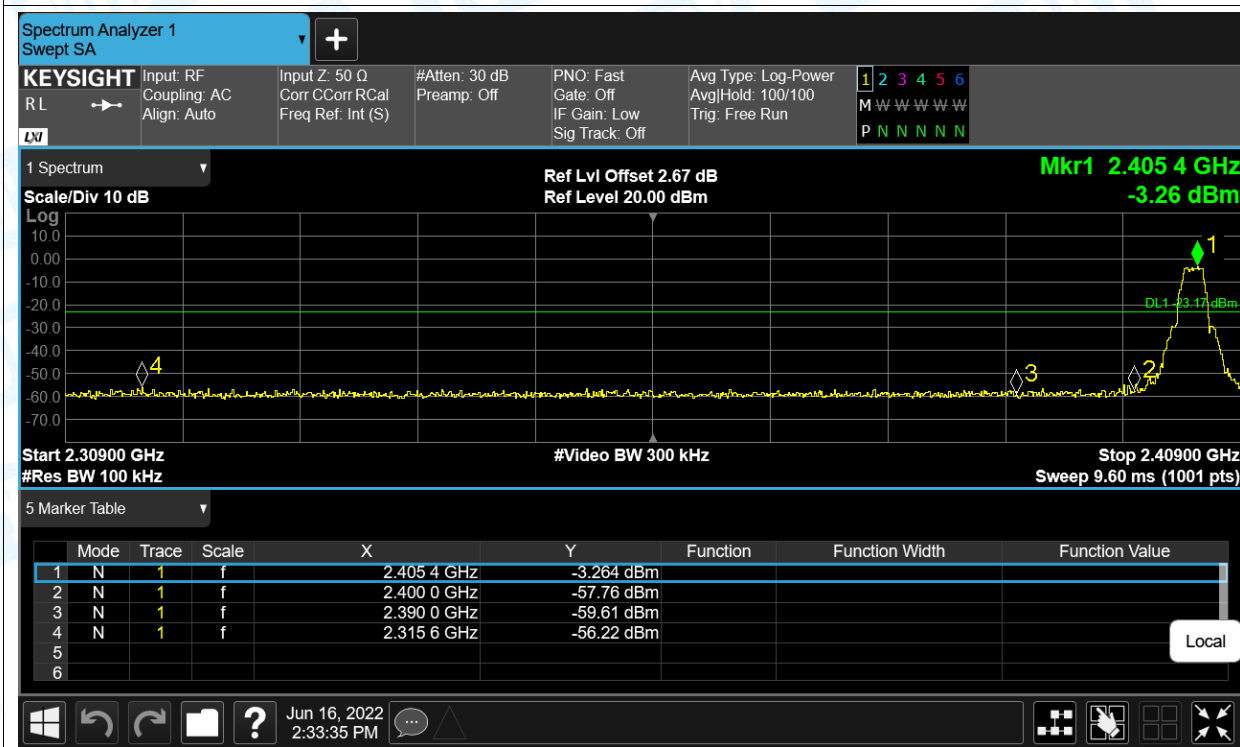 Spectrum Analyzer 1
Swept SA
+
KEYSIGHT
RL
LXI
Input: RF
Coupling: AC
Align: Auto
Input Z: 50 Ω
Corr CCorr RCal
Freq Ref: Int (S)
#Atten: 30 dB
Preamp: Off
PNO: Fast
Gate: Off
IF Gain: Low
Sig Track: Off
Avg Type: Log-Power
Avg|Hold: 100/100
Trig: Free Run
1 2 3 4 5 6
M W W W W W
P N N N N N
1 Spectrum
Scale/Div 10 dB
Ref Lvl Offset 2.67 dB
Ref Level 20.00 dBm
Mkr1 2.405 4 GHz
-3.26 dBm
Log
10.0
0.00
-10.0
-20.0
-30.0
-40.0
-50.0
-60.0
-70.0
1
DL1 -23.17 dBm
4
3
2
Start 2.30900 GHz
#Video BW 300 kHz
Stop 2.40900 GHz
#Res BW 100 kHz
Sweep 9.60 ms (1001 pts)
5 Marker Table
Mode Trace Scale X Y Function Function Width Function Value
1 N 1 f 2.405 4 GHz -3.264 dBm
2 N 1 f 2.400 0 GHz -57.76 dBm
3 N 1 f 2.390 0 GHz -59.61 dBm
4 N 1 f 2.315 6 GHz -56.22 dBm
5
6
Local
?
Jun 16, 2022
2:33:35 PM